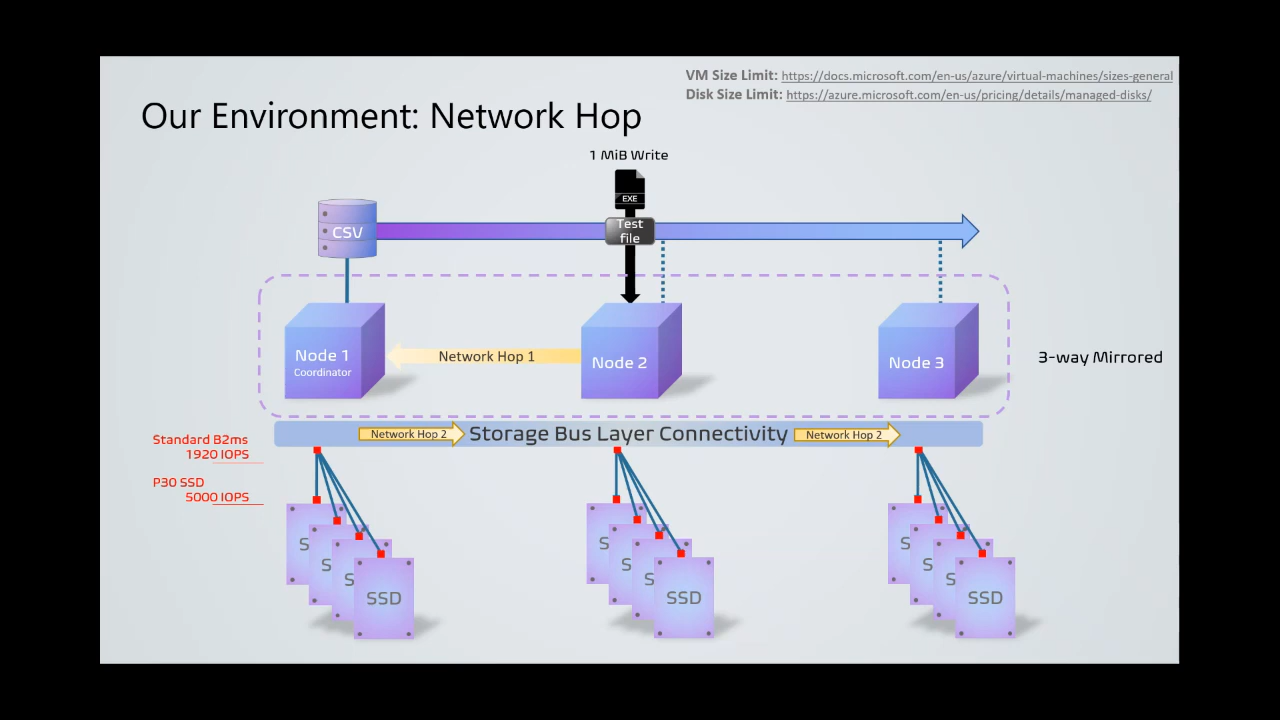 VM Size Limit: https://docs.microsoft.com/en-us/azure/virtual-machines/sizes-general
Disk Size Limit: https://azure.microsoft.com/en-us/pricing/details/managed-disks/
Our Environment: Network Hop
1 MiB Write
EXE
CSV
Test
file
Node 1
Coordinator
Network Hop 1
Node 2
Node 3
3-way Mirrored
Network Hop 2
Storage Bus Layer Connectivity
Network Hop 2
Standard B2ms
1920 IOPS
P30 SSD
5000 IOPS
S
S
S
SSD
S
S
S
SSD
S
S
S
SSD